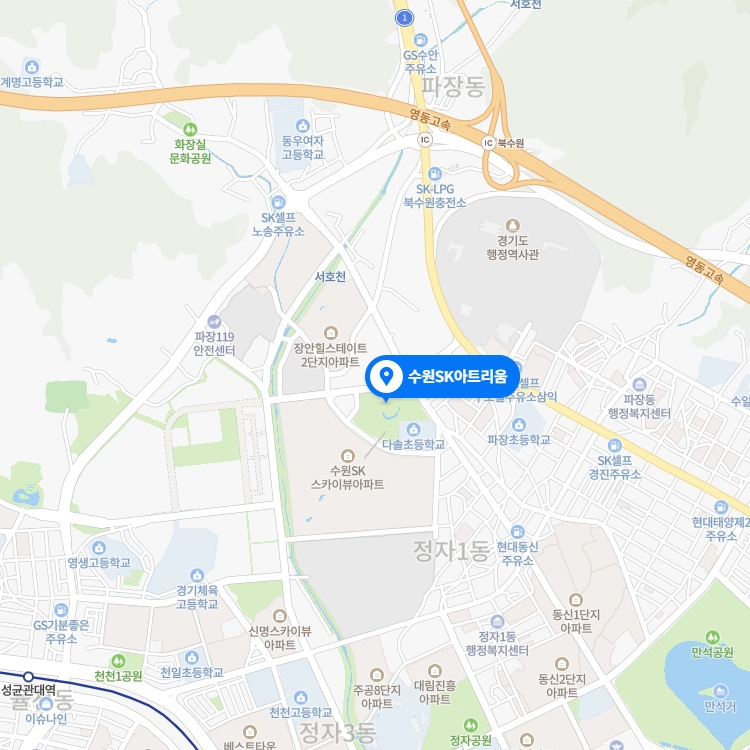 서호천
1
GS수안
주유소
계명고등학교
파장동
영동고속
동우여자
고등학교
IC
IC 북수원
화장실
문화공원
SK-LPG
북수원충전소
SK셀프
노송주유소
경기도
행정역사관
영동고속
서호천
파장119
안전센터
장안힐스테이트
2단지아파트
수원SK아트리움
파장동
행정복지센터
수일
다솔초등학교
파장초등학교
수원SK
스카이뷰아파트
SK셀프
경진주유소
현대태양제2
주유소
정자1동
현대동신
주유소
영생고등학교
경기체육
고등학교
GS기분좋은
주유소
신명스카이뷰
아파트
동신1단지
아파트
정자1동
행정복지센터
만석공원
천천1공원
천일초등학교
동신2단지
아파트
성균관대역
주공8단지
아파트
대림진흥
아파트
만석거
이슈나인
천천고등학교
정자3동
정자공원
베스트타운